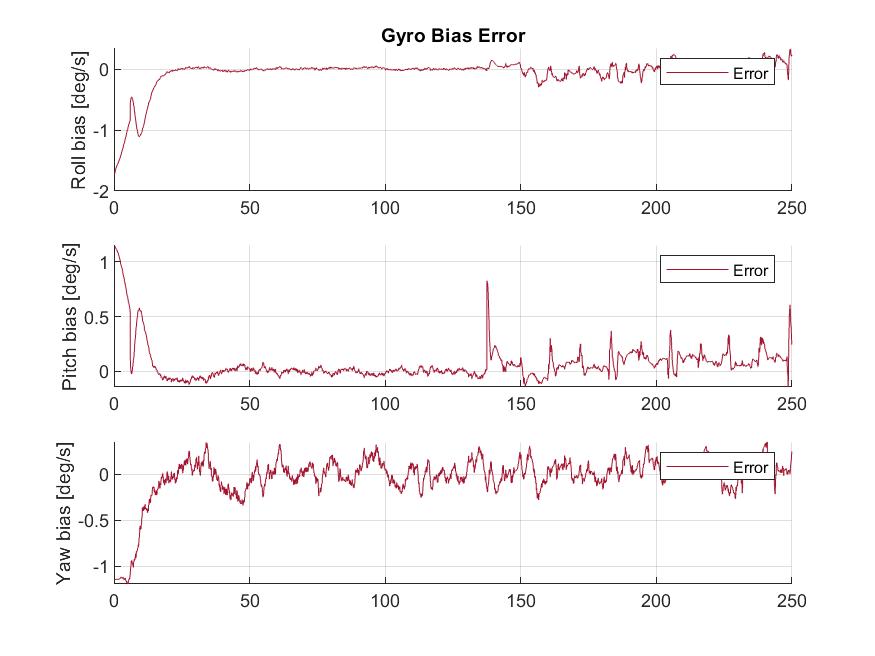 Gyro Bias Error
Roll bias [deg/s]
0
-1
-2
Error
0 50 100 150 200 250
Pitch bias [deg/s]
1
0.5
0
Error
0 50 100 150 200 250
Yaw bias [deg/s]
0
-0.5
-1
Error
0 50 100 150 200 250